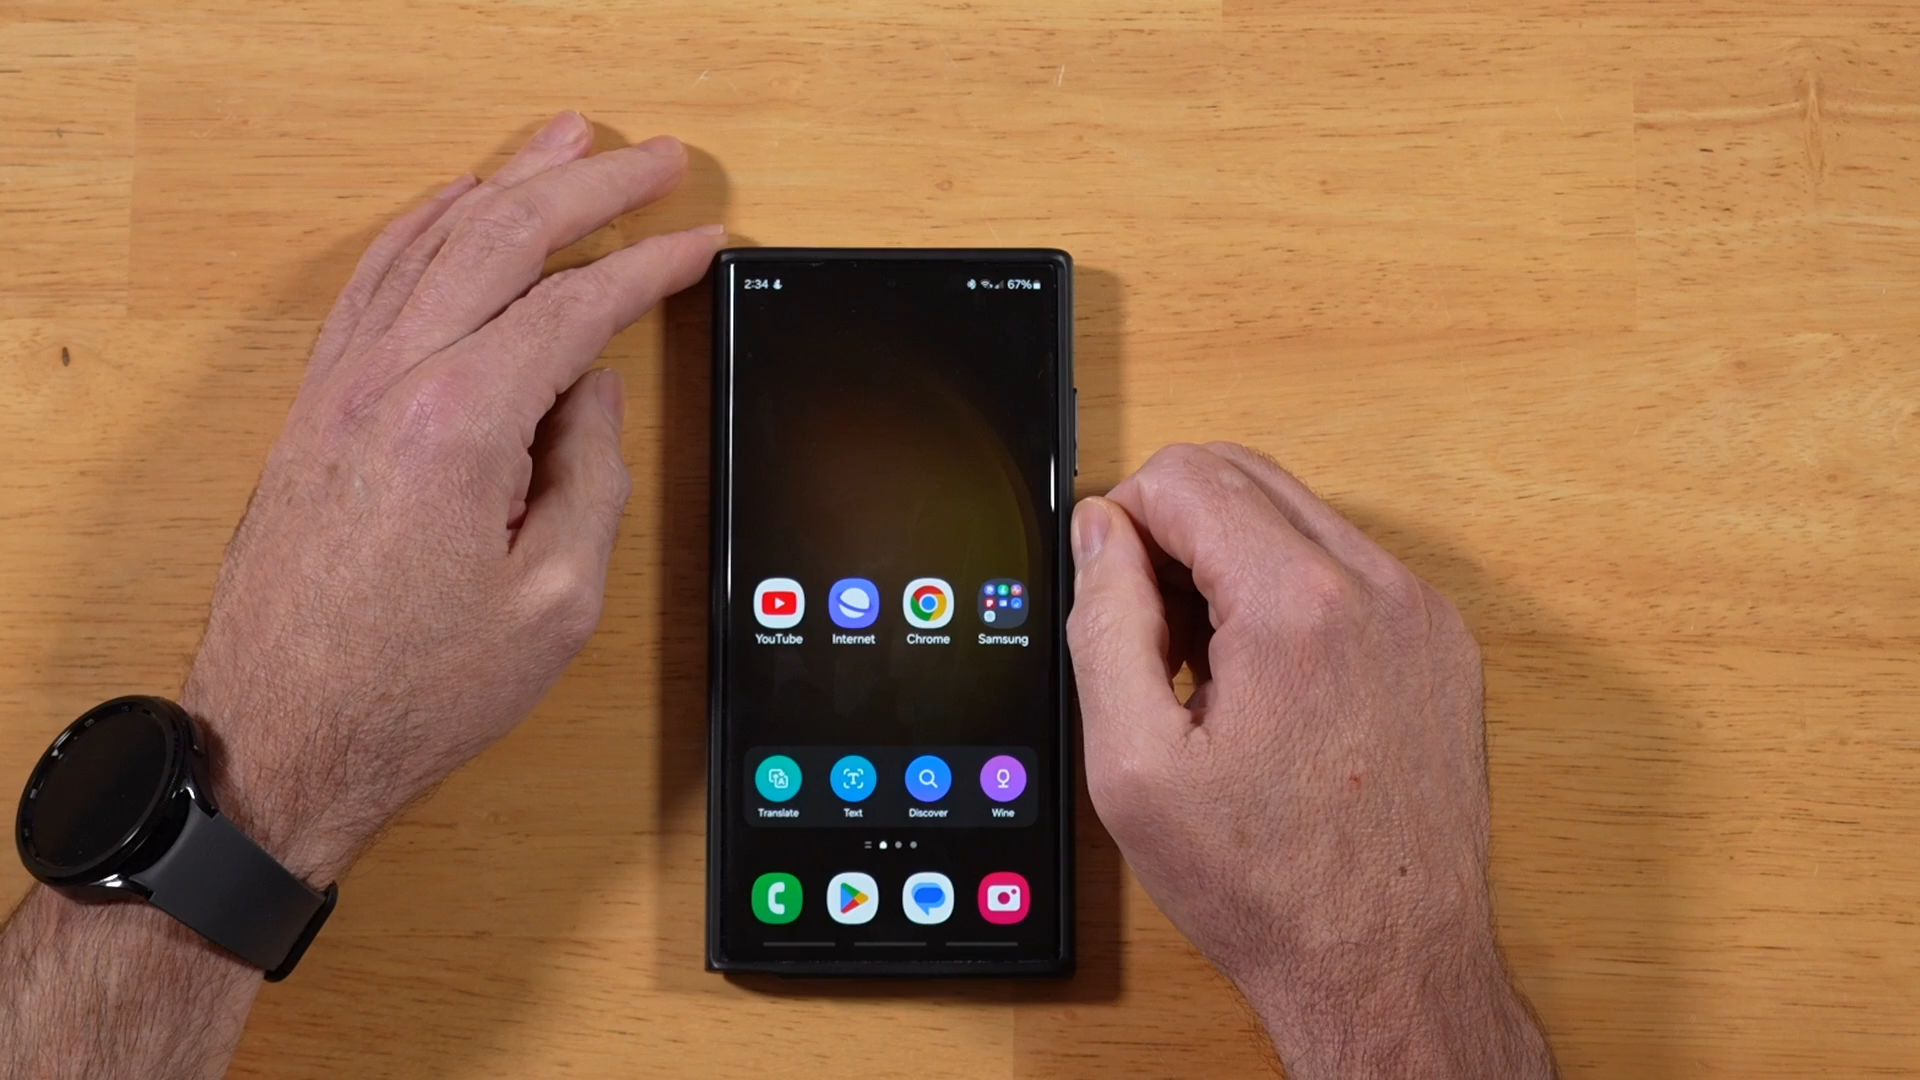 2:34 67%
YouTube Internet Chrome Samsung
Translate Text Discover Wine